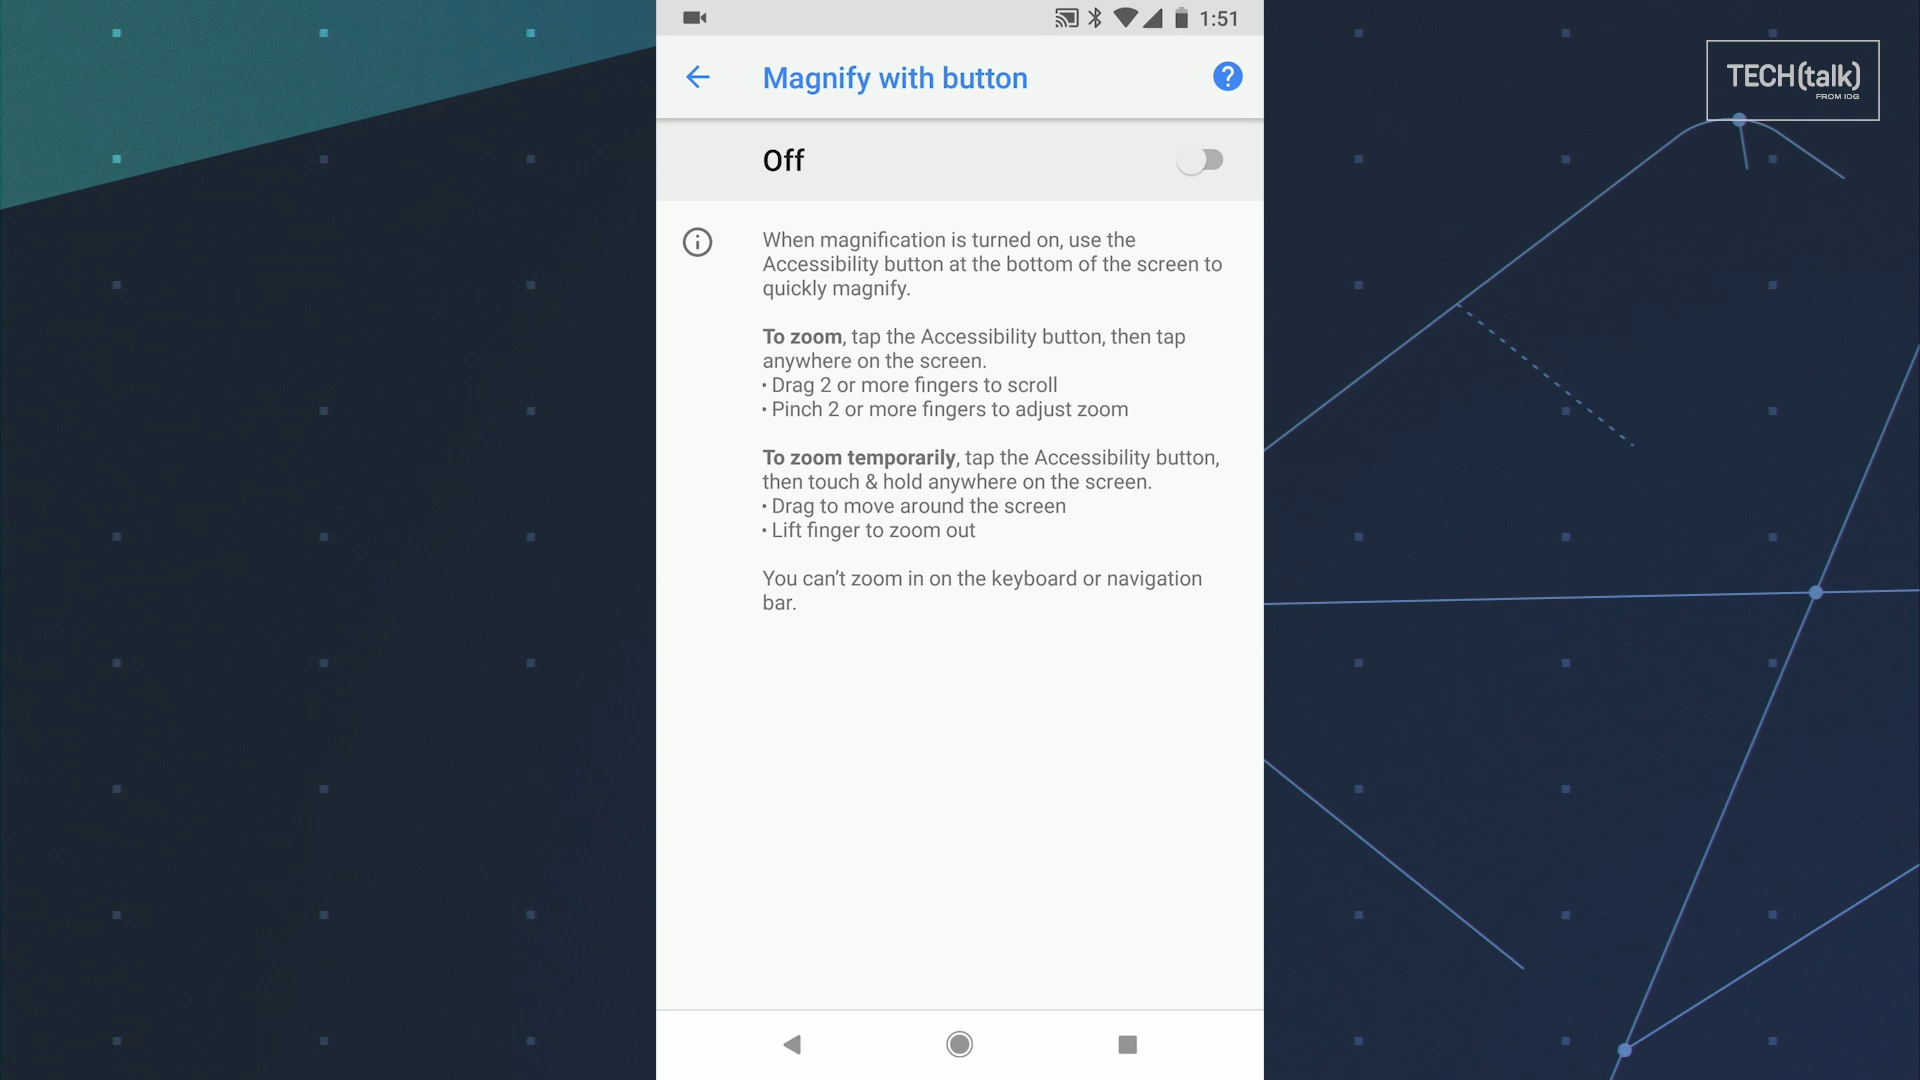 1:51
Magnify with button
TECH(talk)
FROM IDG
Off
When magnification is turned on, use the
Accessibility button at the bottom of the screen to
quickly magnify.
To zoom, tap the Accessibility button, then tap
anywhere on the screen.
• Drag 2 or more fingers to scroll
• Pinch 2 or more fingers to adjust zoom
To zoom temporarily, tap the Accessibility button,
then touch & hold anywhere on the screen.
• Drag to move around the screen
• Lift finger to zoom out
You can’t zoom in on the keyboard or navigation
bar.